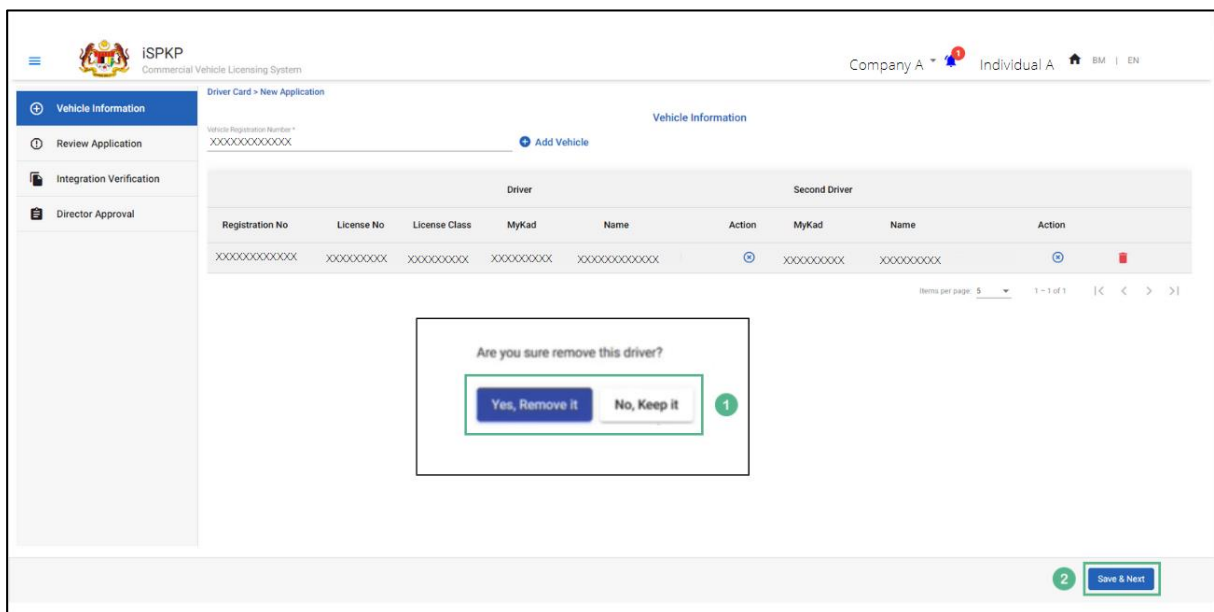 iSPKP
Commercial Vehicle Licensing System
Company A
1
Individual A
BM | EN
Vehicle Information
Review Application
Integration Verification
Director Approval
Driver Card > New Application
Vehicle Information
Vehicle Registration Number *
XXXXXXXXXXXX
Add Vehicle
Driver Second Driver
Registration No License No License Class MyKad Name Action MyKad Name Action
XXXXXXXXXXXX XXXXXXXXX XXXXXXXXX XXXXXXXXX XXXXXXXXXXXX XXXXXXXXX XXXXXXXXX
Items per page: 5 1 – 1 of 1
Are you sure remove this driver?
Yes, Remove it No, Keep it 1
2 Save & Next